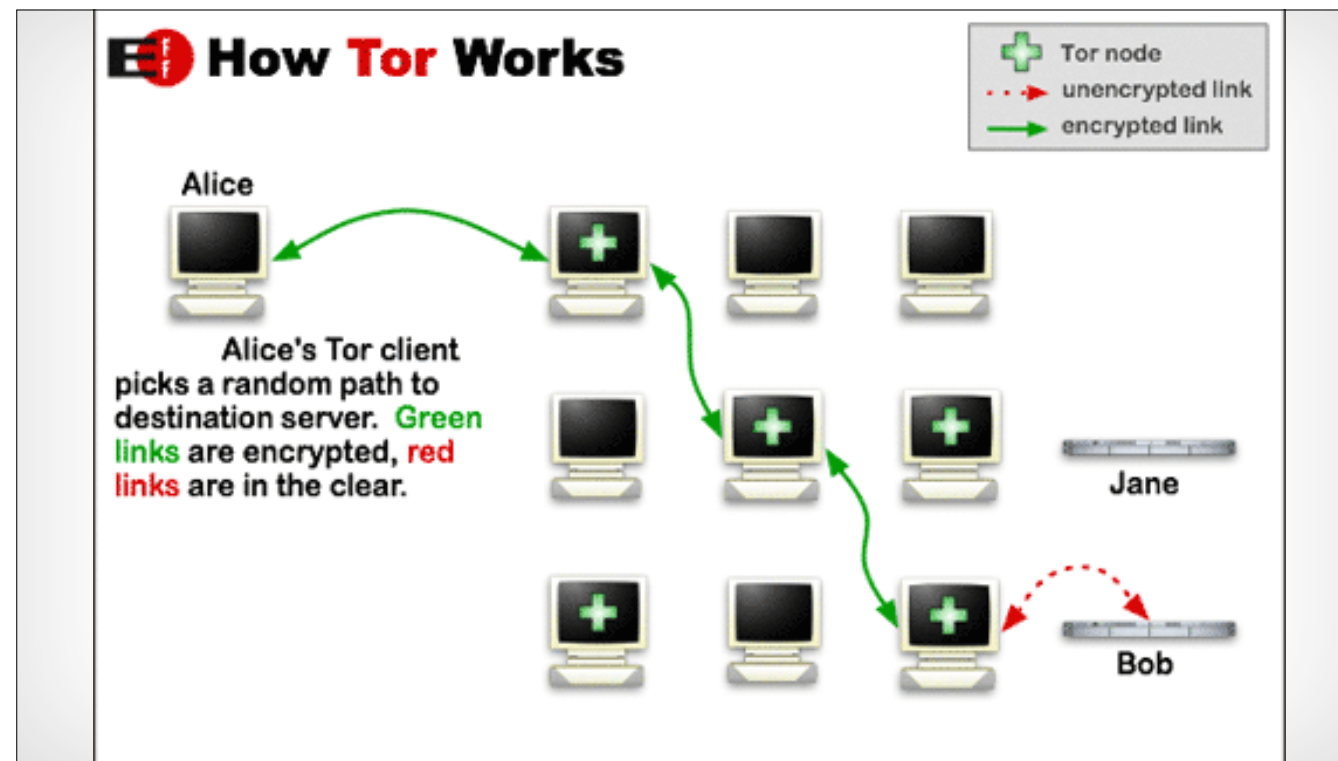 EFF How Tor Works
Tor node
unencrypted link
encrypted link
Alice
Alice's Tor client
picks a random path to
destination server. Green
links are encrypted, red
links are in the clear.
Jane
Bob